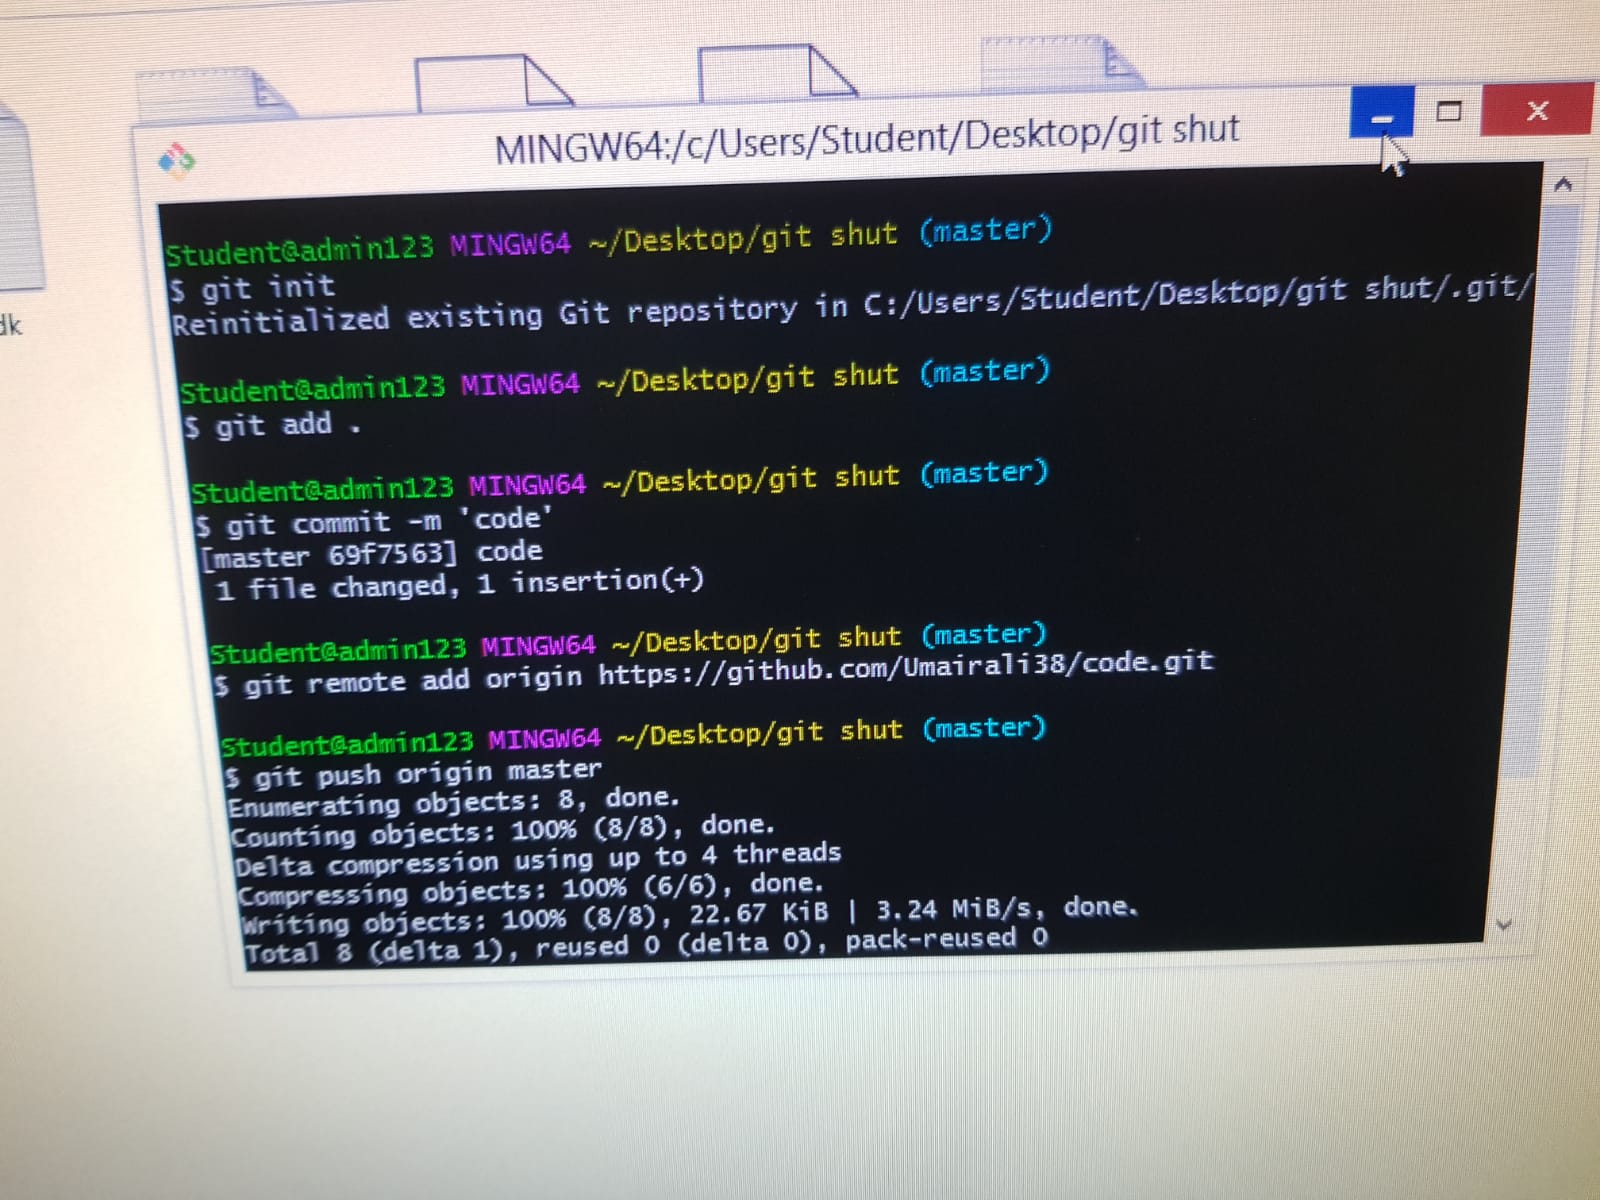 MINGW64:/c/Users/Student/Desktop/git shut
Student@admin123 MINGW64 ~/Desktop/git shut (master)
$ git init
Reinitialized existing Git repository in C:/Users/Student/Desktop/git shut/.git/
dk
Student@admin123 MINGW64 ~/Desktop/git shut (master)
$ git add .
Student@admin123 MINGW64 ~/Desktop/git shut (master)
$ git commit -m 'code'
[master 69f7563] code
1 file changed, 1 insertion(+)
Student@admin123 MINGW64 ~/Desktop/git shut (master)
$ git remote add origin https://github.com/Umairali38/code.git
Student@admin123 MINGW64 ~/Desktop/git shut (master)
$ git push origin master
Enumerating objects: 8, done.
Counting objects: 100% (8/8), done.
Delta compression using up to 4 threads
Compressing objects: 100% (6/6), done.
Writing objects: 100% (8/8), 22.67 KiB | 3.24 MiB/s, done.
Total 8 (delta 1), reused 0 (delta 0), pack-reused 0